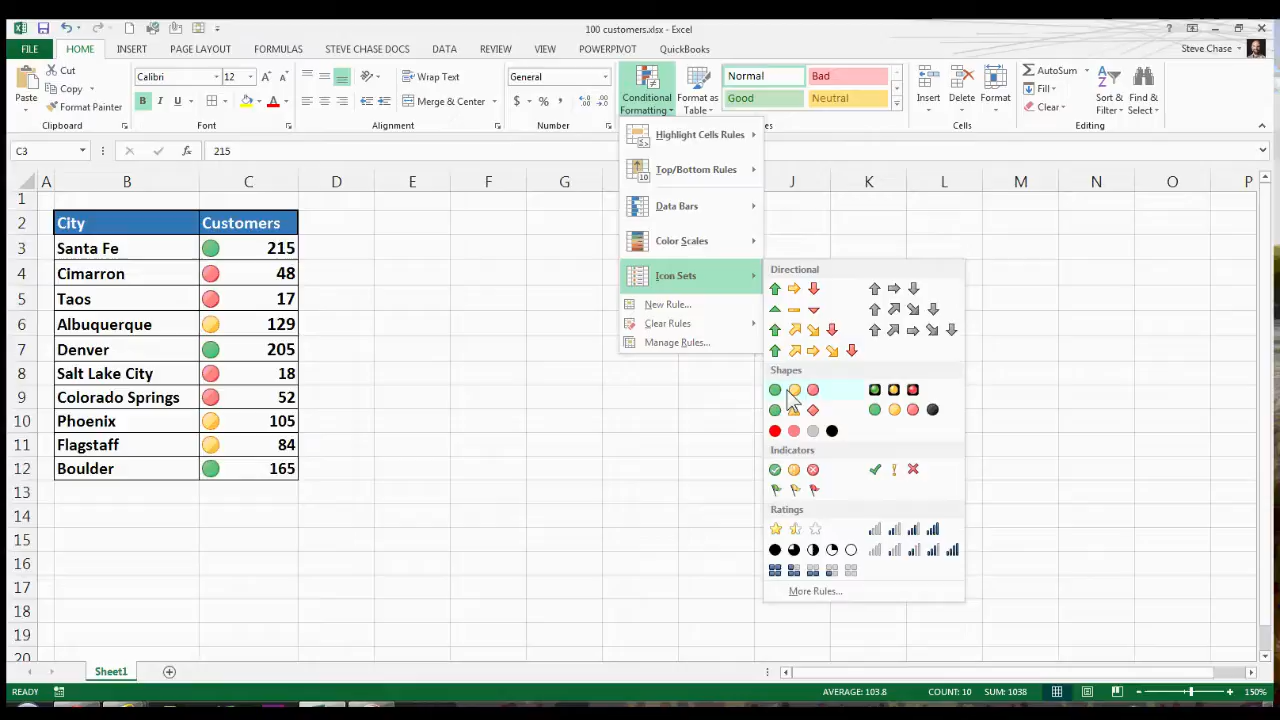 100 customers.xlsx - Excel
FILE HOME INSERT PAGE LAYOUT FORMULAS STEVE CHASE DOCS DATA REVIEW VIEW POWERPIVOT QuickBooks Steve Chase
Cut Calibri 12 Wrap Text General Normal Bad AutoSum
Copy Good Neutral Fill
Paste Format Painter B I U A Merge & Center $ % , Conditional Formatting Format as Table Insert Delete Format Clear Sort & Filter Find & Select
Clipboard Font Alignment Number Cells Editing
C3 fx 215
Highlight Cells Rules
Top/Bottom Rules
Data Bars
Color Scales
Icon Sets
New Rule...
Clear Rules
Manage Rules...
Directional
Shapes
Indicators
Ratings
More Rules...
A B C D E F G J K L M N O P
1
2 City Customers
3 Santa Fe 215
4 Cimarron 48
5 Taos 17
6 Albuquerque 129
7 Denver 205
8 Salt Lake City 18
9 Colorado Springs 52
10 Phoenix 105
11 Flagstaff 84
12 Boulder 165
13
14
15
16
17
18
19
20
Sheet1
READY AVERAGE: 103.8 COUNT: 10 SUM: 1038 150%